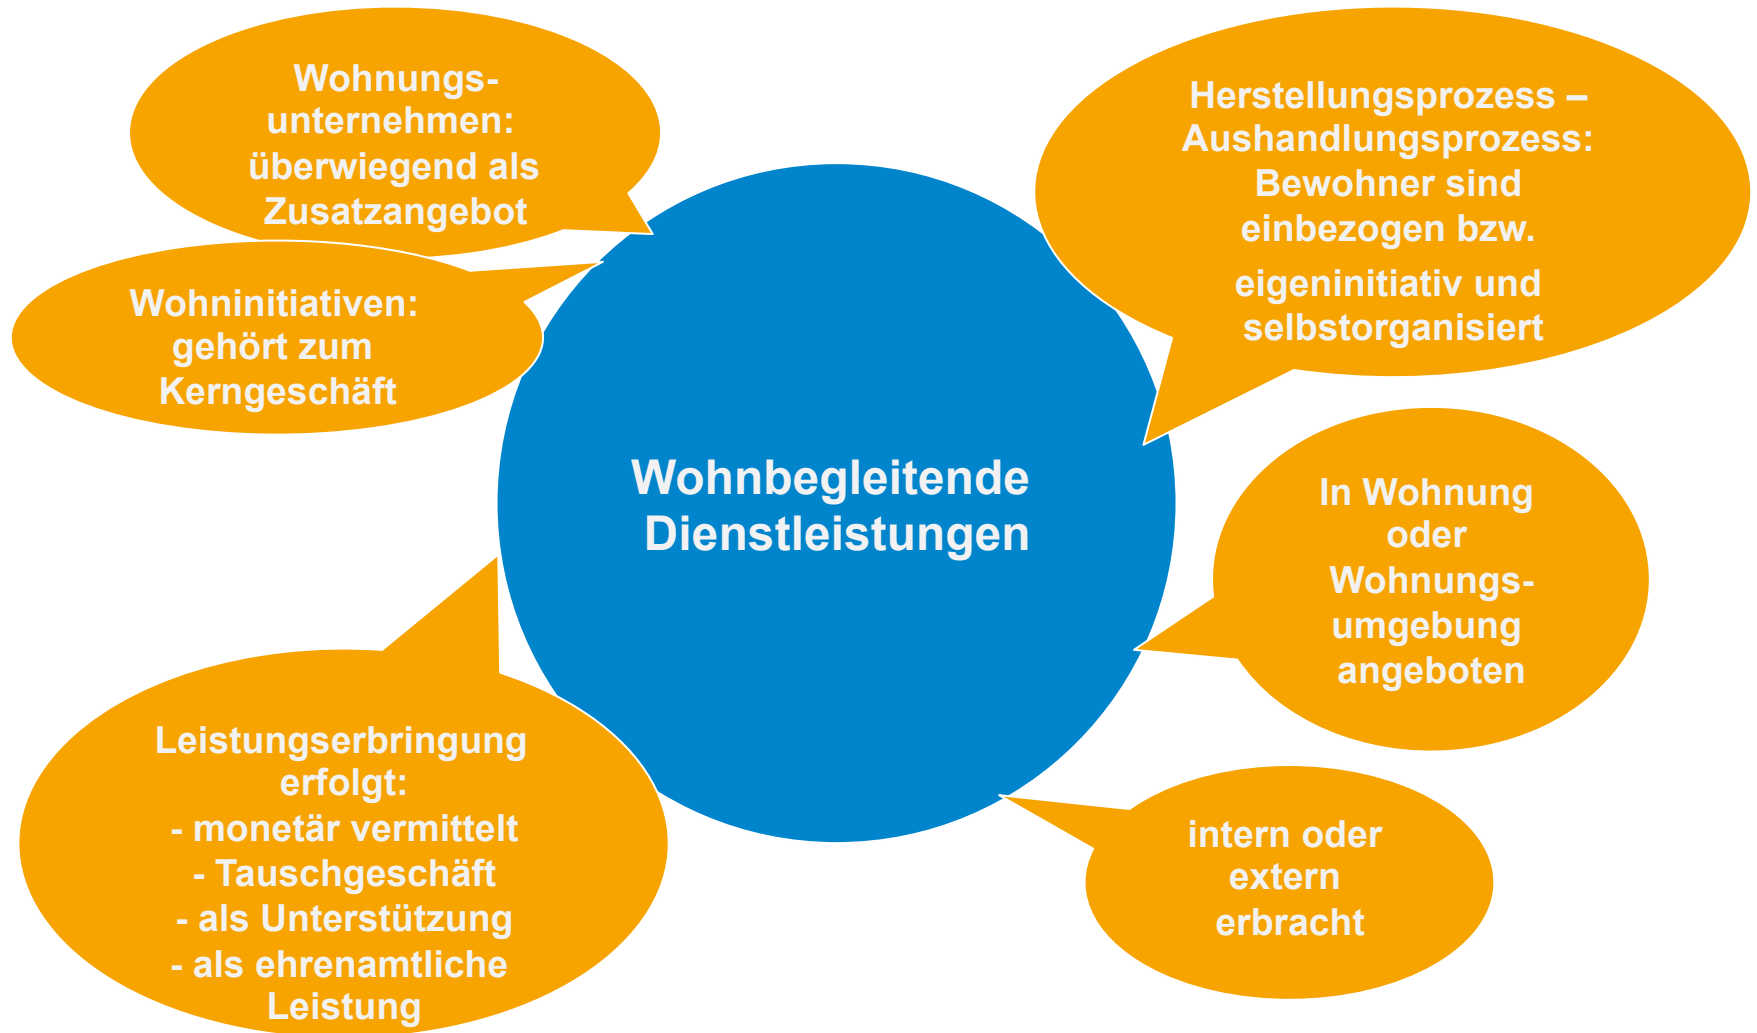 Wohnungs-
unternehmen:
überwiegend als
Zusatzangebot
Wohninitiativen:
gehört zum
Kerngeschäft
Herstellungsprozess –
Aushandlungsprozess:
Bewohner sind
einbezogen bzw.
eigeninitiativ und
selbstorganisiert
Wohnbegleitende
Dienstleistungen
In Wohnung
oder
Wohnungs-
umgebung
angeboten
Leistungserbringung
erfolgt:
- monetär vermittelt
- Tauschgeschäft
- als Unterstützung
- als ehrenamtliche
Leistung
intern oder
extern
erbracht